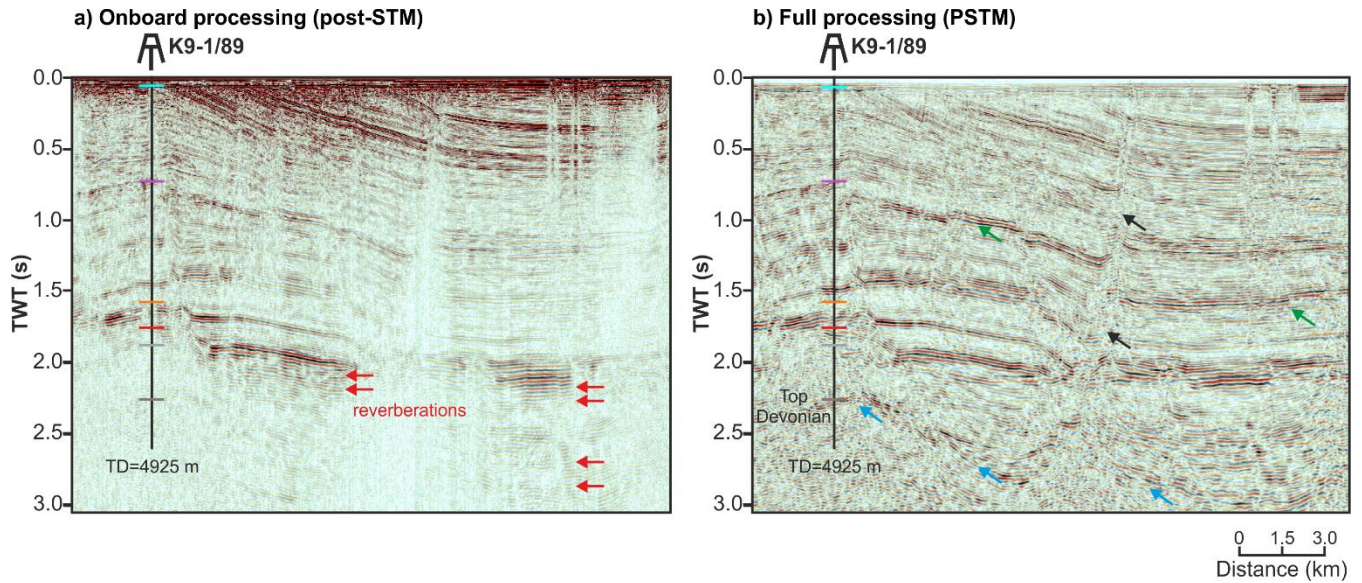 a) Onboard processing (post-STM)
K9-1/89
0.0
0.5
1.0
1.5
2.0
2.5
3.0
TWT (s)
reverberations
TD=4925 m
b) Full processing (PSTM)
K9-1/89
0.0
0.5
1.0
1.5
2.0
2.5
3.0
TWT (s)
Top
Devonian
TD=4925 m
0 1.5 3.0
Distance (km)